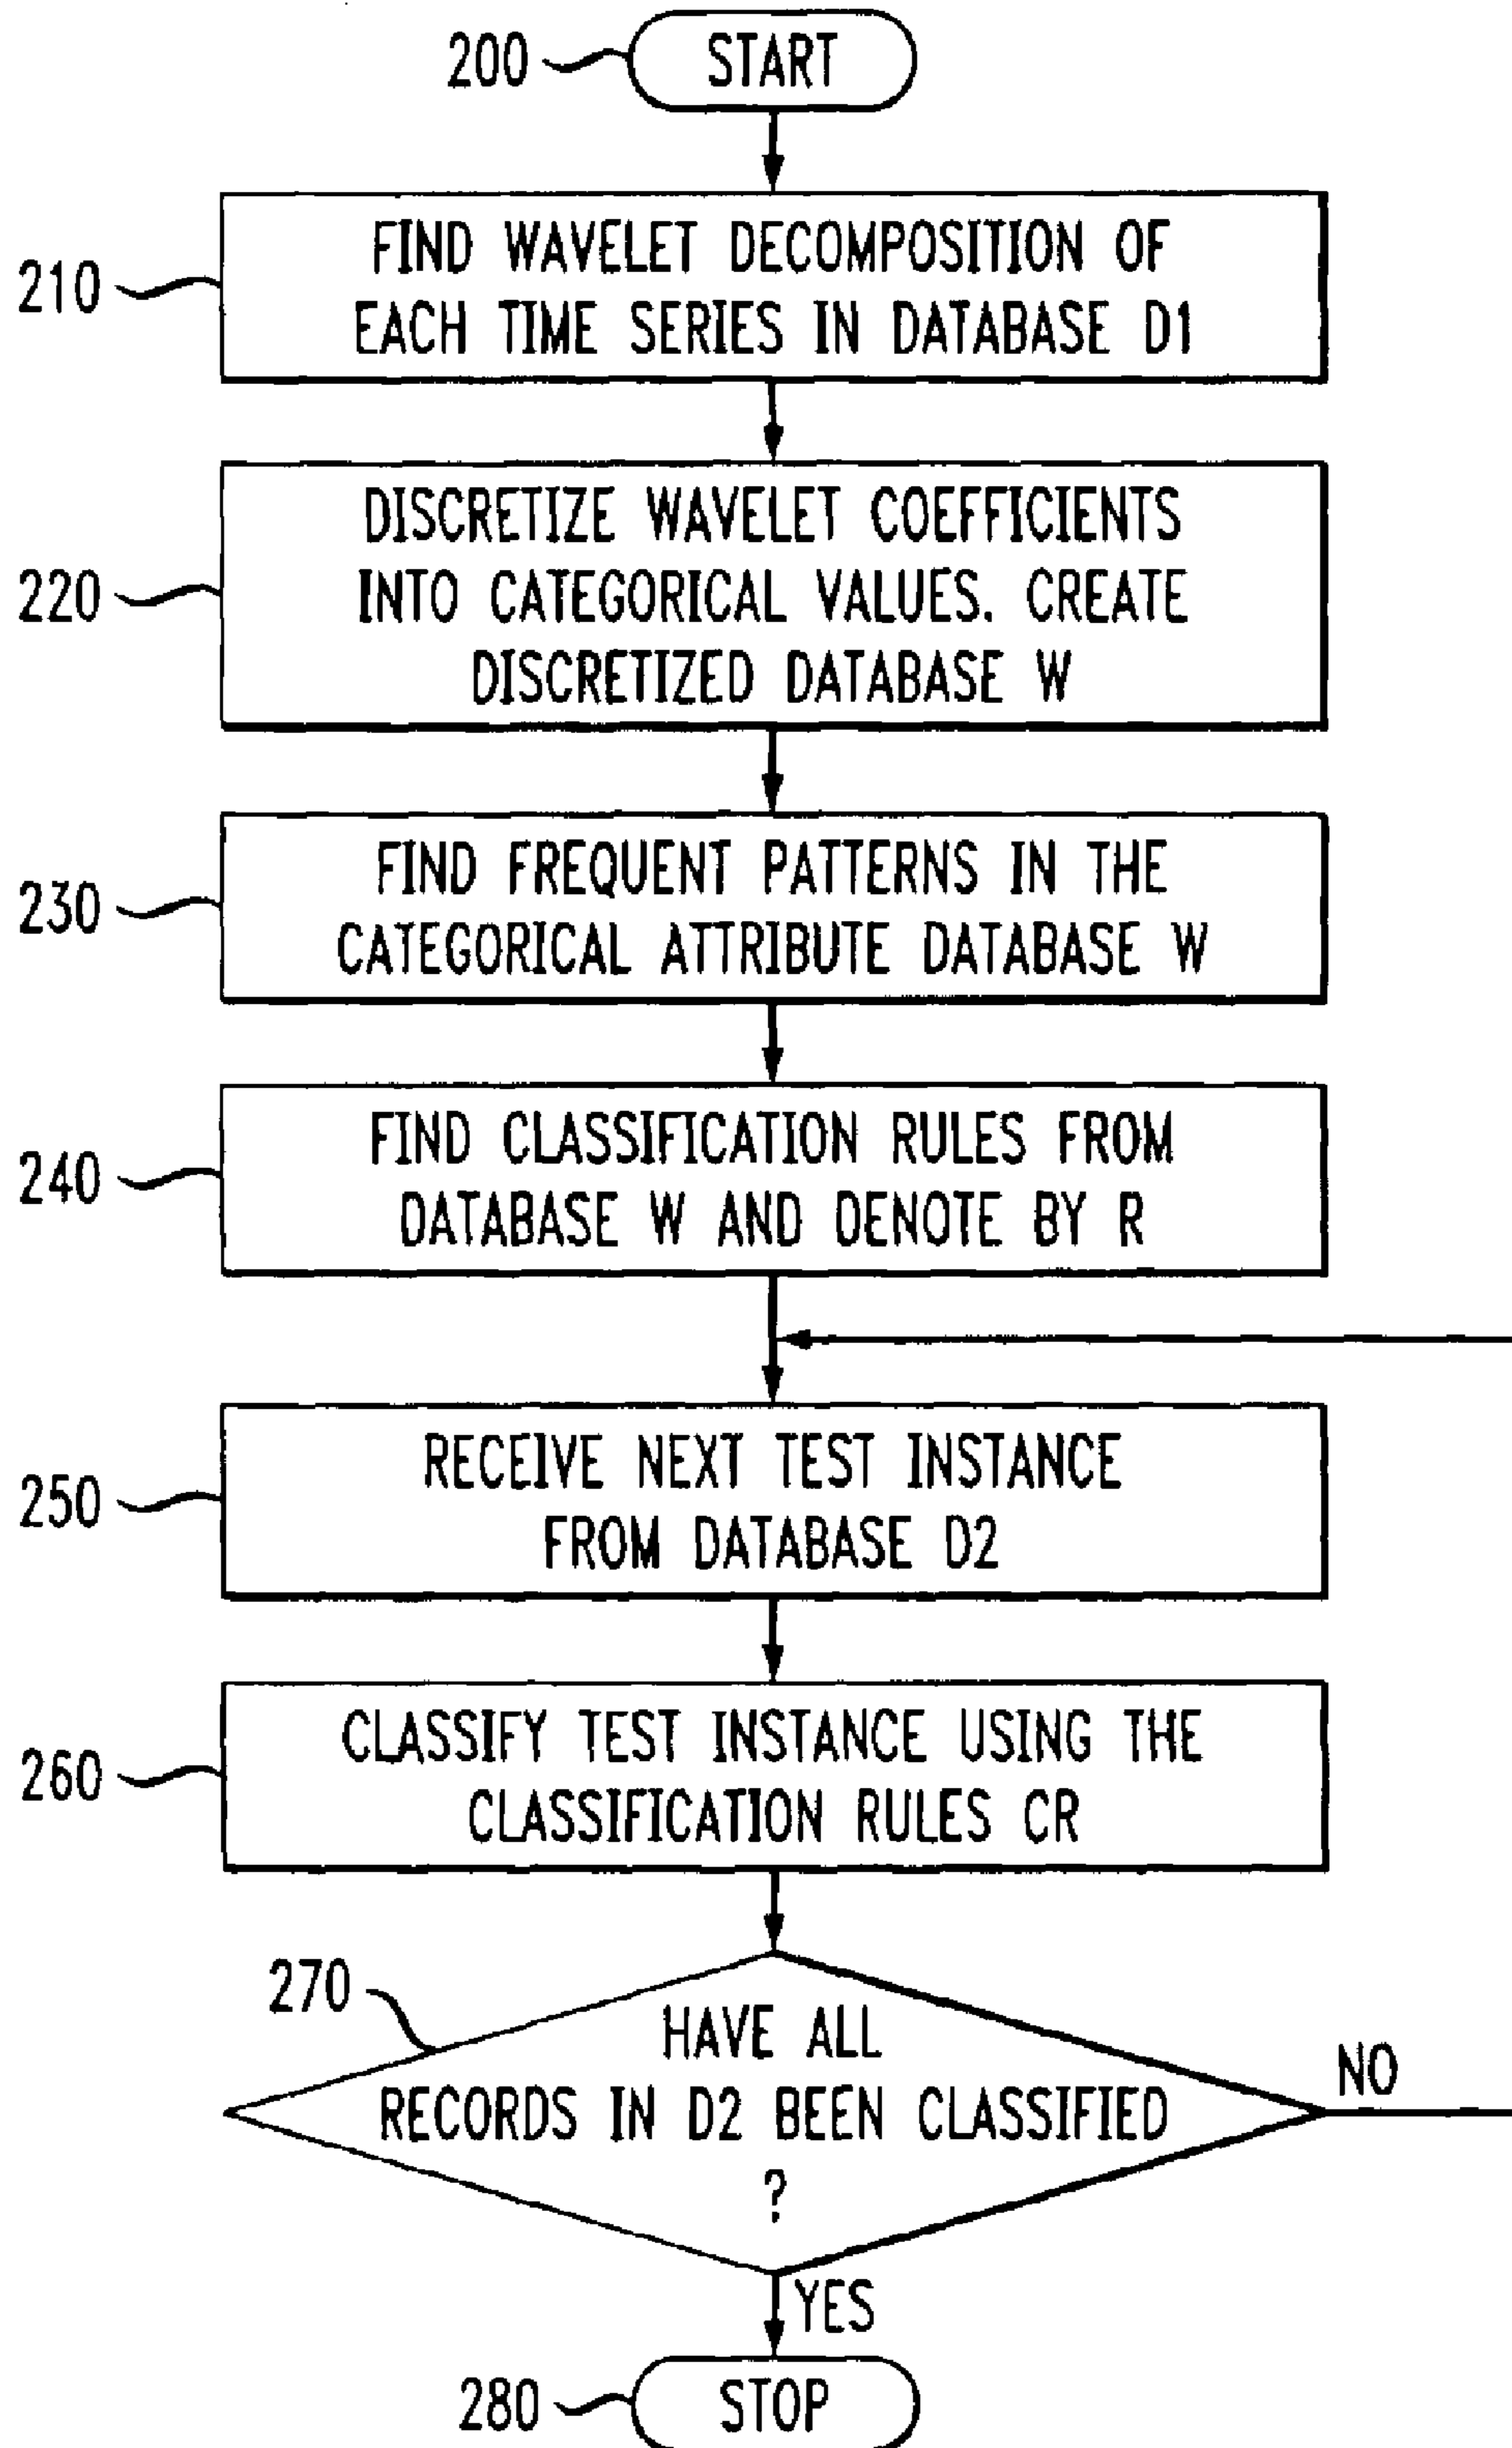 200 START
210 FIND WAVELET DECOMPOSITION OF
EACH TIME SERIES IN DATABASE D1
220 DISCRETIZE WAVELET COEFFICIENTS
INTO CATEGORICAL VALUES. CREATE
DISCRETIZED DATABASE W
230 FIND FREQUENT PATTERNS IN THE
CATEGORICAL ATTRIBUTE DATABASE W
240 FIND CLASSIFICATION RULES FROM
DATABASE W AND DENOTE BY R
250 RECEIVE NEXT TEST INSTANCE
FROM DATABASE D2
260 CLASSIFY TEST INSTANCE USING THE
CLASSIFICATION RULES CR
270 HAVE ALL
RECORDS IN D2 BEEN CLASSIFIED
?
NO
YES
280 STOP